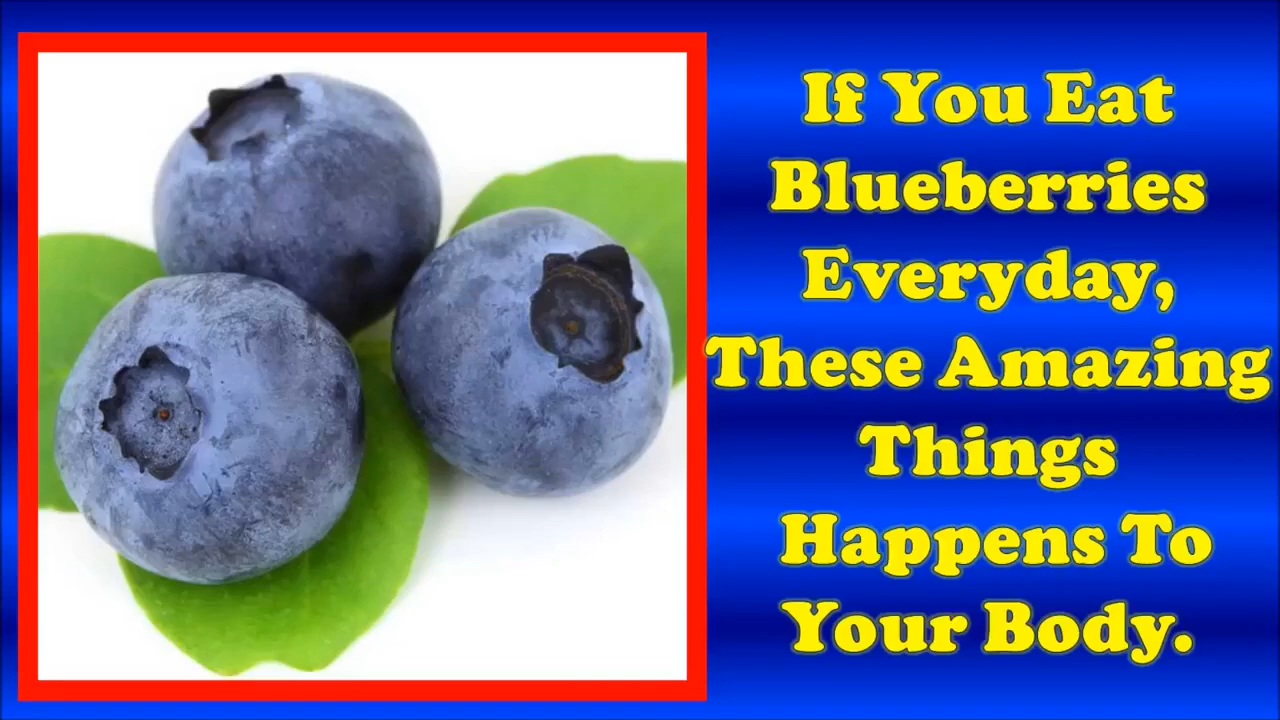 If You Eat
Blueberries
Everyday,
These Amazing
Things
Happens To
Your Body.